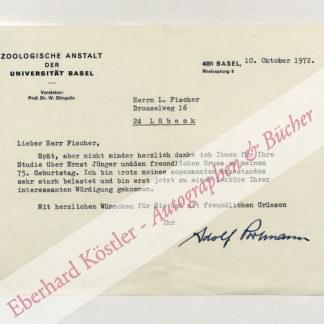 ZOOLOGISCHE ANSTALT
DER
UNIVERSITÄT BASEL
Vorsteher:
Prof. Dr. W. Stingelin
4051 BASEL, 10. Oktober 1972.
Rheinsprung 9
Herrn L. Fischer
Drosselweg 16
24 Lübeck
Lieber Herr Fischer,
Spät, aber nicht minder herzlich danke ich Ihnen für Ihre
Studie über Ernst Jünger und den freundlichen Gruss zu meinen
75. Geburtstag. Ich bin trotz meines sogenannten Ruhestandes
sehr stark belastet und bin erst jetzt zu einer Lektüre Ihrer
interessanten Würdigung gekommen.
Mit herzlichen Wünschen für Sie und mit freundlichen Grüssen
Ihr
Adolf Portmann
Eberhard Köstler - Autographen & Bücher